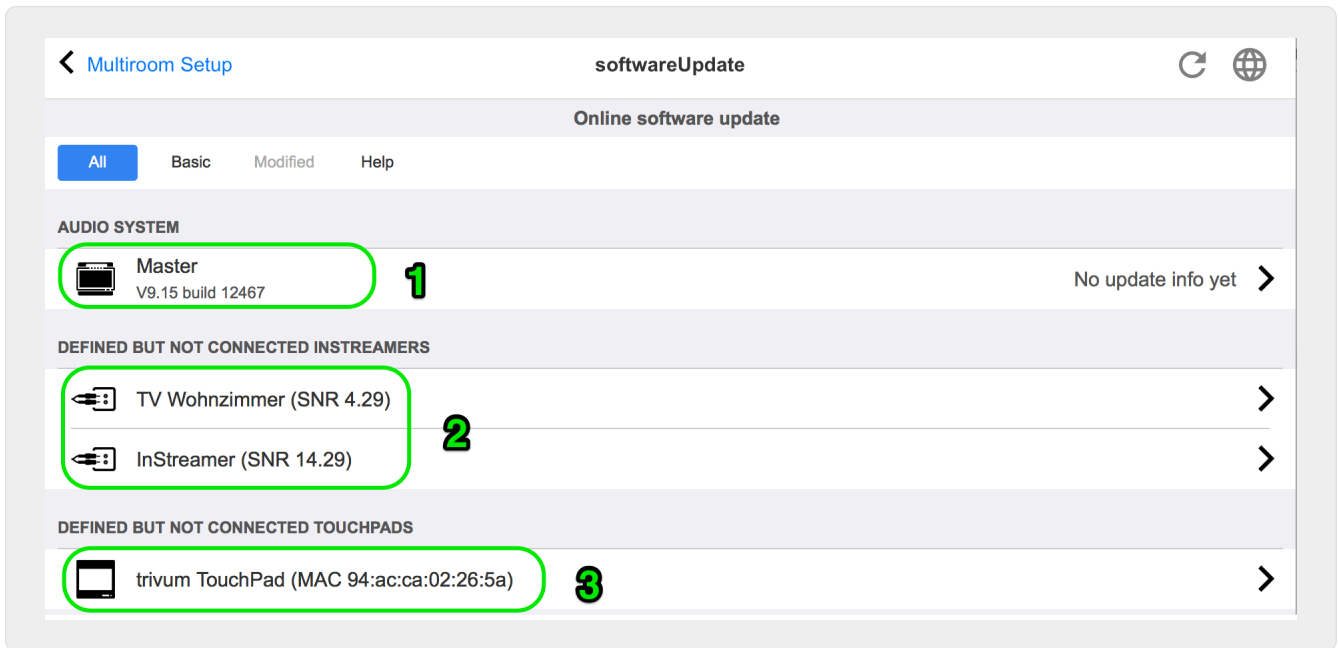 Multiroom Setup
softwareUpdate
Online software update
All Basic Modified Help
AUDIO SYSTEM
Master
V9.15 build 12467
1
No update info yet
DEFINED BUT NOT CONNECTED INSTREAMERS
TV Wohnzimmer (SNR 4.29)
InStreamer (SNR 14.29)
2
DEFINED BUT NOT CONNECTED TOUCHPADS
trivum TouchPad (MAC 94:ac:ca:02:26:5a)
3